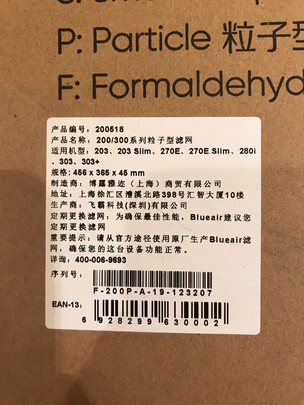 P: Particle 粒子型
F: Formaldehyd
产品编号：200518
产品名称：200/300系列粒子型滤网
适用机型：203、203 Slim、270E、270E Slim、280i
、303、303+
规格：456 x 365 x 45 mm
制造商：博露雅迩（上海）商贸有限公司
地址：上海徐汇区漕溪北路398号汇智大厦10楼
生产商：飞霸科技(深圳)有限公司
定期更换滤网：为确保最佳性能，Blueair建议您
定期更换滤网
重要提示：请从官方途径使用原厂生产Blueair滤网
，可确保您的这台设备功能正常。
详询：400-006-9693
序列号：
F-200P-A-19-123207
EAN-13：
6 928299 630002